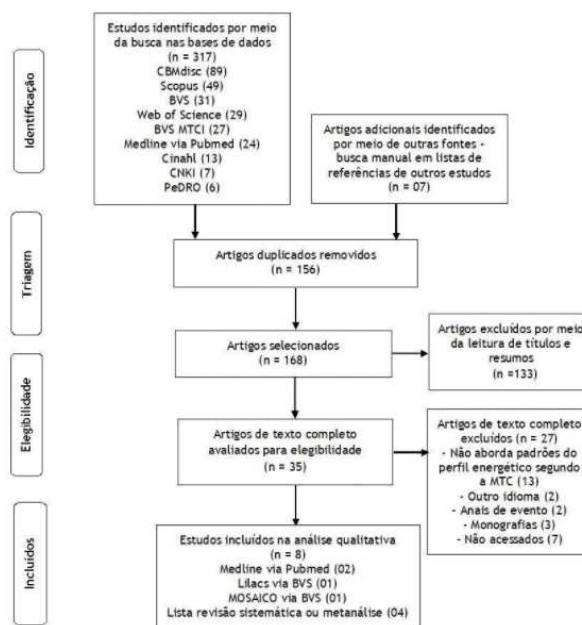 Identificação
Estudos identificados por meio
da busca nas bases de dados
(n = 317)
CBMdisc (89)
Scopus (49)
BVS (31)
Web of Science (29)
BVS MTCI (27)
Medline via Pubmed (24)
Cinahl (13)
CNKI (7)
PeDRO (6)
Artigos adicionais identificados
por meio de outras fontes -
busca manual em listas de
referências de outros estudos
(n = 07)
Triagem
Artigos duplicados removidos
(n = 156)
Artigos selecionados
(n = 168)
Artigos excluídos por meio
da leitura de títulos e
resumos
(n =133)
Elegibilidade
Artigos de texto completo
avaliados para elegibilidade
(n = 35)
Artigos de texto completo
excluídos (n = 27)
- Não aborda padrões do
perfil energético segundo
a MTC (13)
- Outro idioma (2)
- Anais de evento (2)
- Monografias (3)
- Não acessados (7)
Incluídos
Estudos incluídos na análise qualitativa
(n = 8)
Medline via Pubmed (02)
Lilacs via BVS (01)
MOSAICO via BVS (01)
Lista revisão sistemática ou metanálise (04)